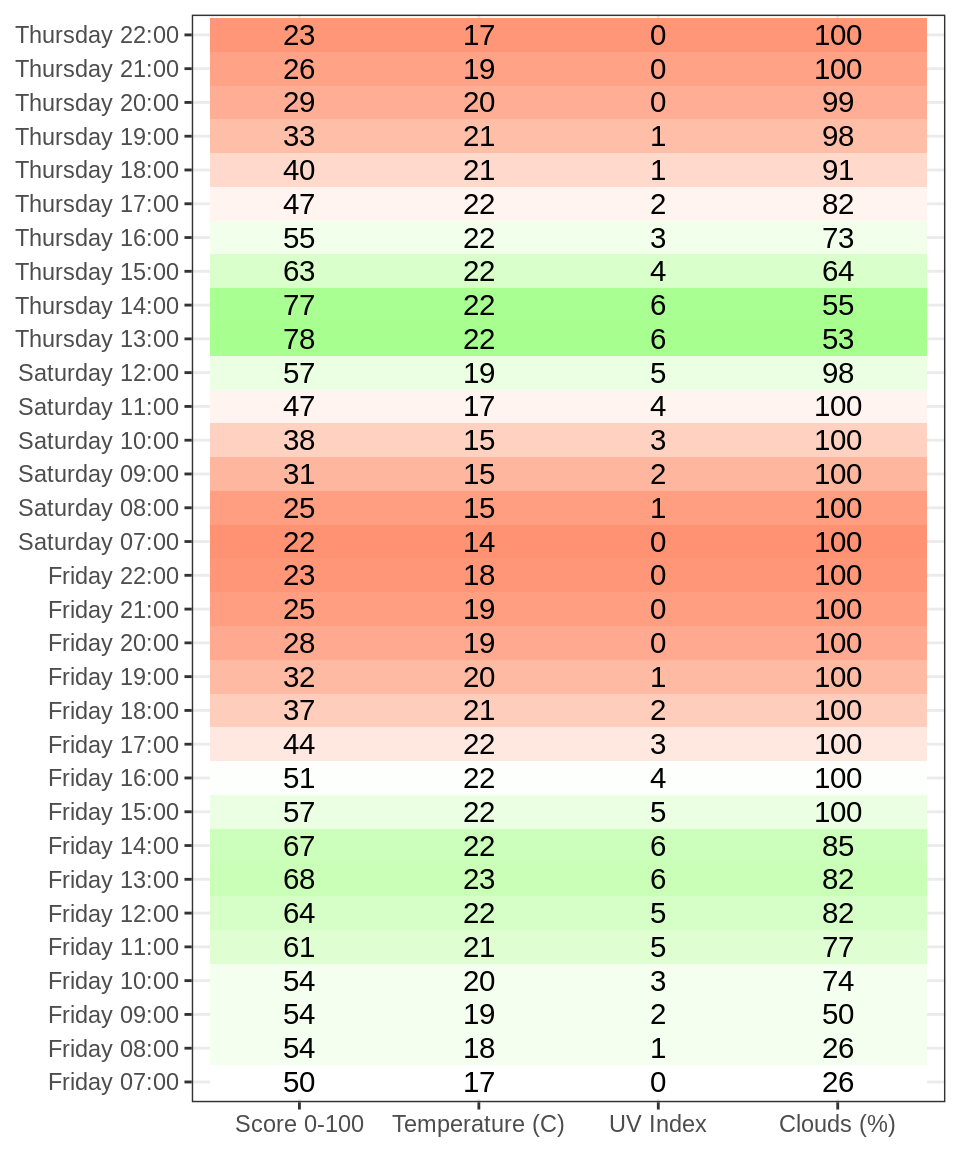 Thursday 22:00 23 17 0 100
Thursday 21:00 26 19 0 100
Thursday 20:00 29 20 0 99
Thursday 19:00 33 21 1 98
Thursday 18:00 40 21 1 91
Thursday 17:00 47 22 2 82
Thursday 16:00 55 22 3 73
Thursday 15:00 63 22 4 64
Thursday 14:00 77 22 6 55
Thursday 13:00 78 22 6 53
Saturday 12:00 57 19 5 98
Saturday 11:00 47 17 4 100
Saturday 10:00 38 15 3 100
Saturday 09:00 31 15 2 100
Saturday 08:00 25 15 1 100
Saturday 07:00 22 14 0 100
Friday 22:00 23 18 0 100
Friday 21:00 25 19 0 100
Friday 20:00 28 19 0 100
Friday 19:00 32 20 1 100
Friday 18:00 37 21 2 100
Friday 17:00 44 22 3 100
Friday 16:00 51 22 4 100
Friday 15:00 57 22 5 100
Friday 14:00 67 22 6 85
Friday 13:00 68 23 6 82
Friday 12:00 64 22 5 82
Friday 11:00 61 21 5 77
Friday 10:00 54 20 3 74
Friday 09:00 54 19 2 50
Friday 08:00 54 18 1 26
Friday 07:00 50 17 0 26
Score 0-100 Temperature (C) UV Index Clouds (%)